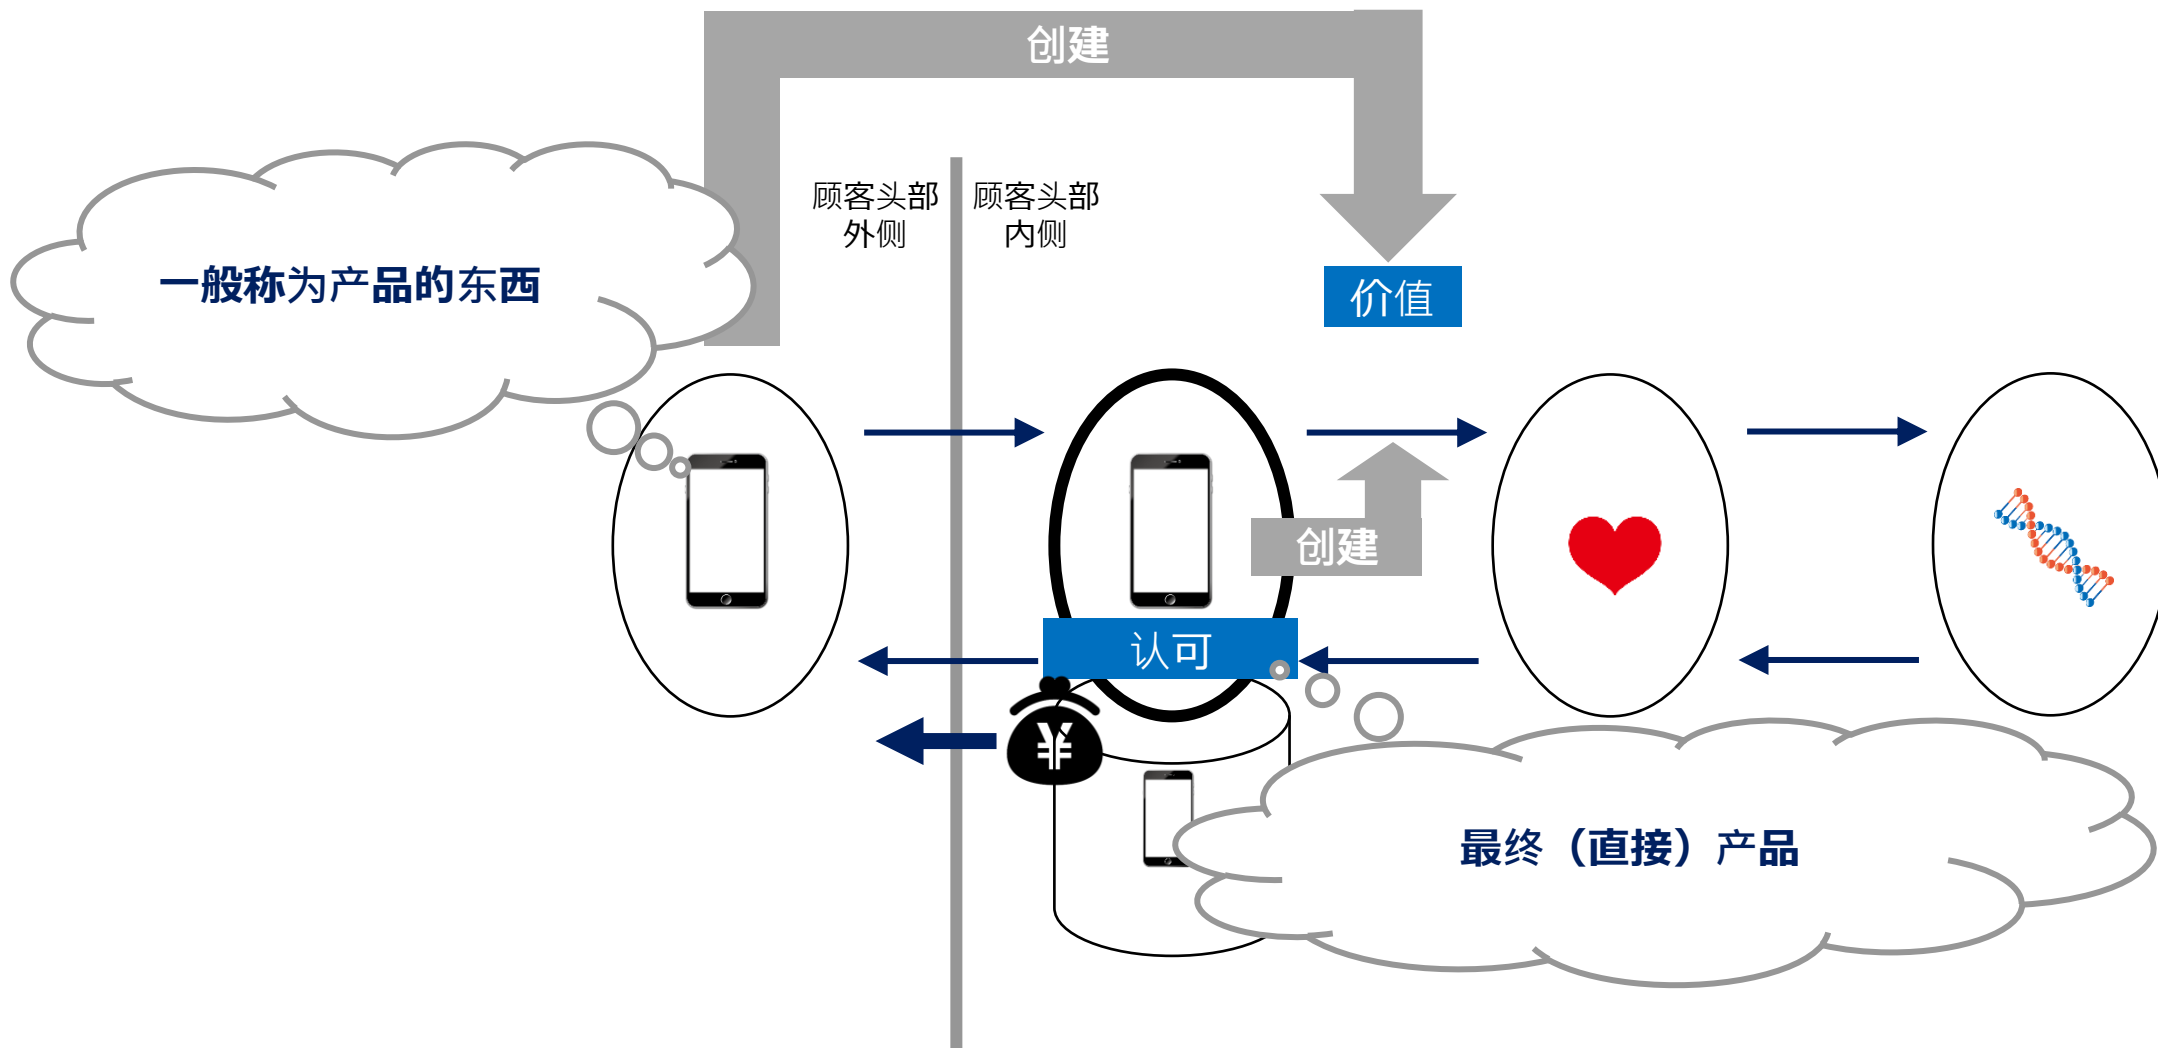 创建
顾客头部
外侧
顾客头部
内侧
一般称为产品的东西
价值
创建
认可
¥
最终（直接）产品